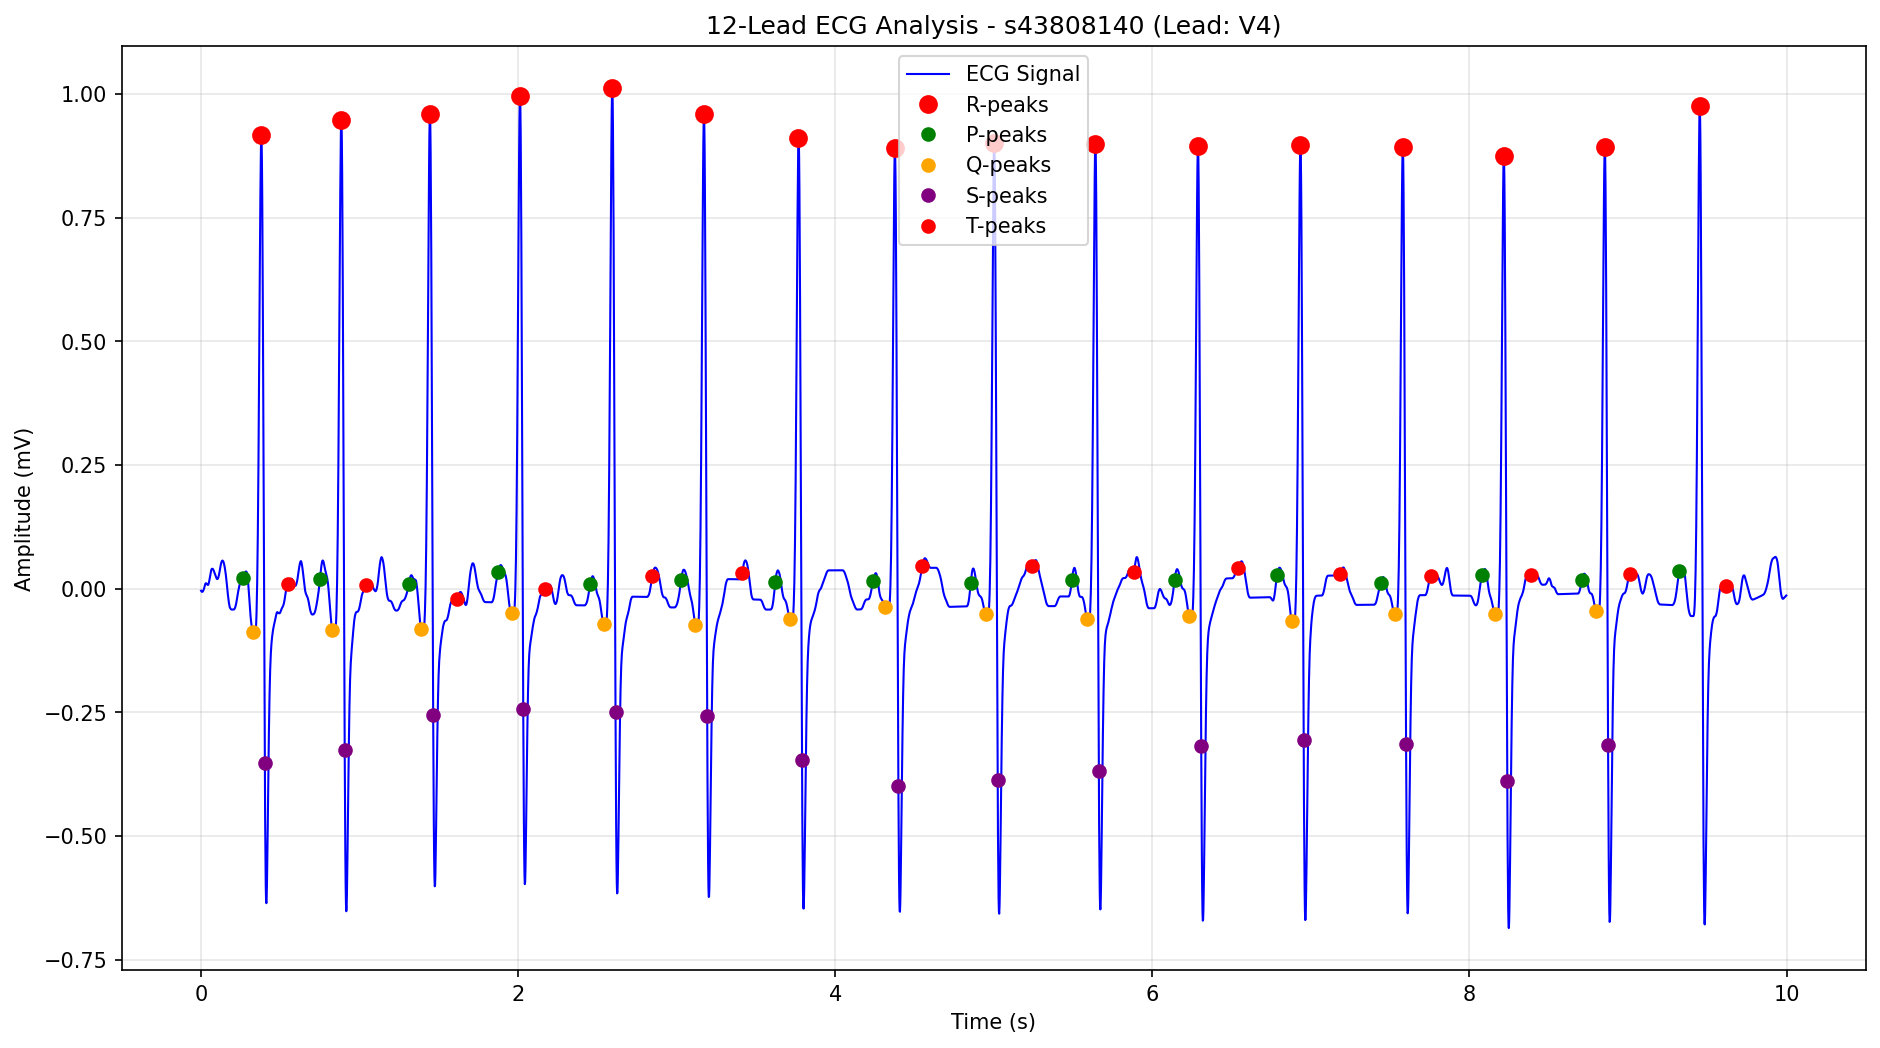 12-Lead ECG Analysis - s43808140 (Lead: V4)
ECG Signal
R-peaks
P-peaks
Q-peaks
S-peaks
T-peaks
Amplitude (mV)
1.00
0.75
0.50
0.25
0.00
−0.25
−0.50
−0.75
0 2 4 6 8 10
Time (s)